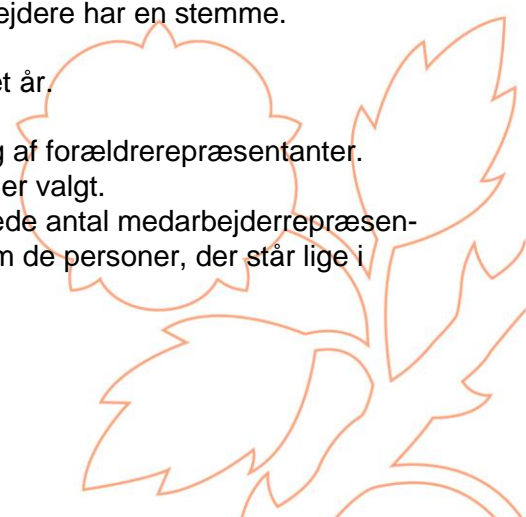 ejdere har en stemme.
et år.
g af forældrerepræsentanter.
er valgt.
ede antal medarbejderrepræsen-
m de personer, der står lige i